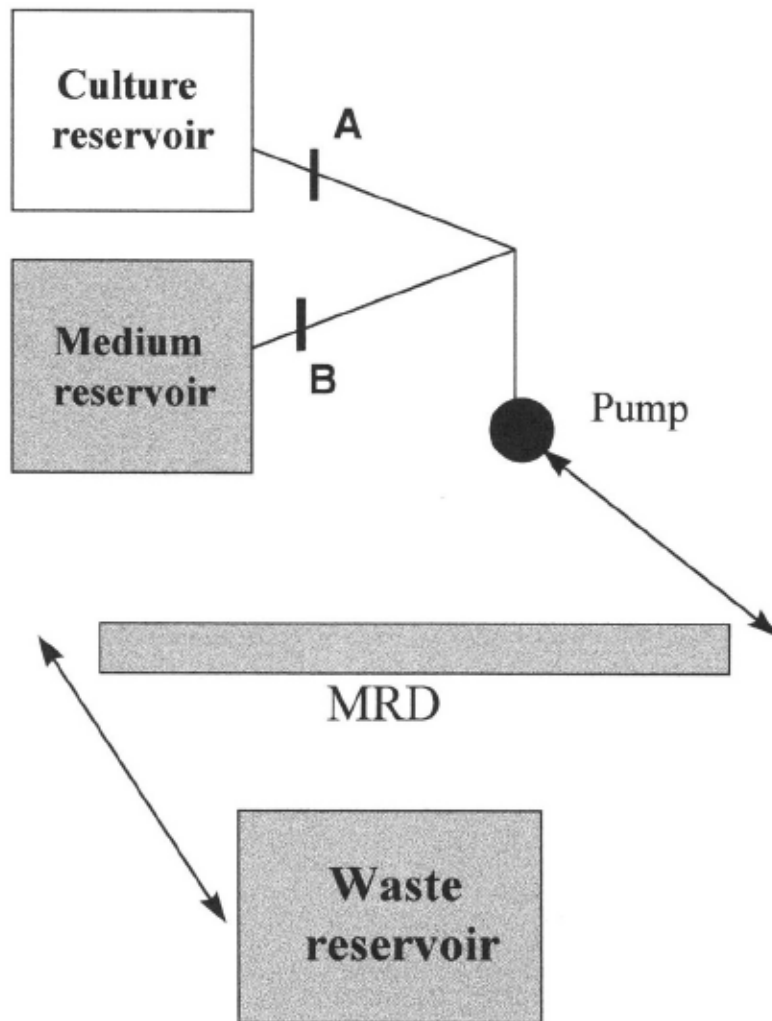 Culture
reservoir
A
Medium
reservoir
B
Pump
MRD
Waste
reservoir